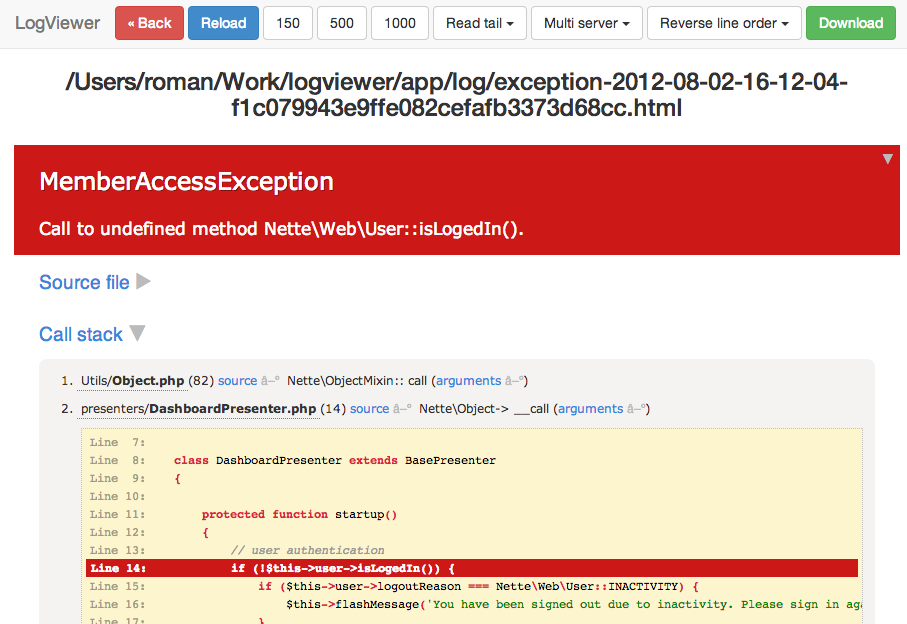 LogViewer « Back Reload 150 500 1000 Read tail Multi server Reverse line order Download
/Users/roman/Work/logviewer/app/log/exception-2012-08-02-16-12-04-
f1c079943e9ffe082cefafb3373d68cc.html
MemberAccessException
Call to undefined method Nette\Web\User::isLogedIn().
Source file
Call stack
1. Utils/Object.php (82) source â–º Nette\ObjectMixin:: call (arguments â–º)
2. presenters/DashboardPresenter.php (14) source â–º Nette\Object-> __call (arguments â–º)
Line 7:
Line 8: class DashboardPresenter extends BasePresenter
Line 9: {
Line 10:
Line 11: protected function startup()
Line 12: {
Line 13: // user authentication
Line 14: if (!$this->user->isLogedIn()) {
Line 15: if ($this->user->logoutReason === Nette\Web\User::INACTIVITY) {
Line 16: $this->flashMessage('You have been signed out due to inactivity. Please sign in aga
Line 17: }